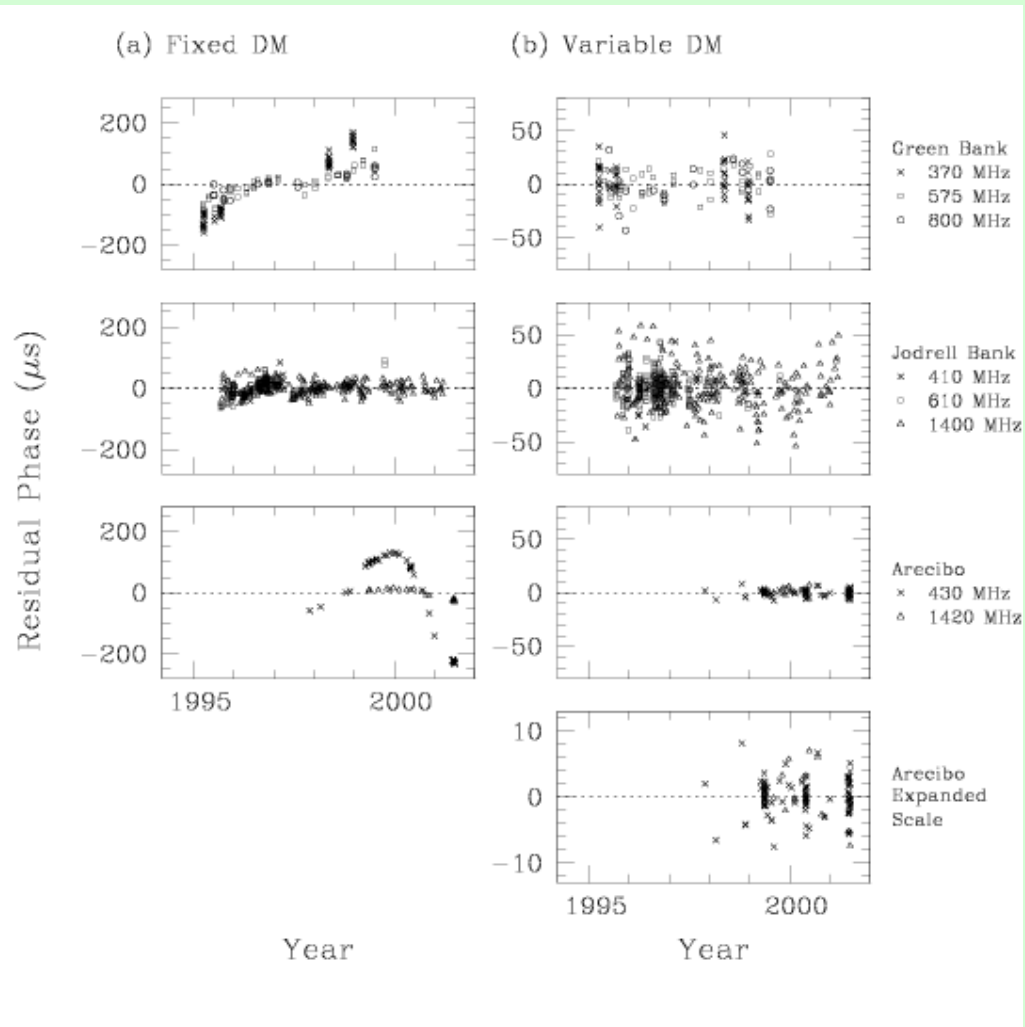 (a) Fixed DM
(b) Variable DM
200
0
−200
50
0
−50
Green Bank
370 MHz
575 MHz
800 MHz
200
0
−200
50
0
−50
Jodrell Bank
410 MHz
610 MHz
1400 MHz
200
0
−200
50
0
−50
Arecibo
430 MHz
1420 MHz
1995
2000
10
0
−10
Arecibo
Expanded
Scale
1995
2000
Year
Year
Residual Phase (μs)